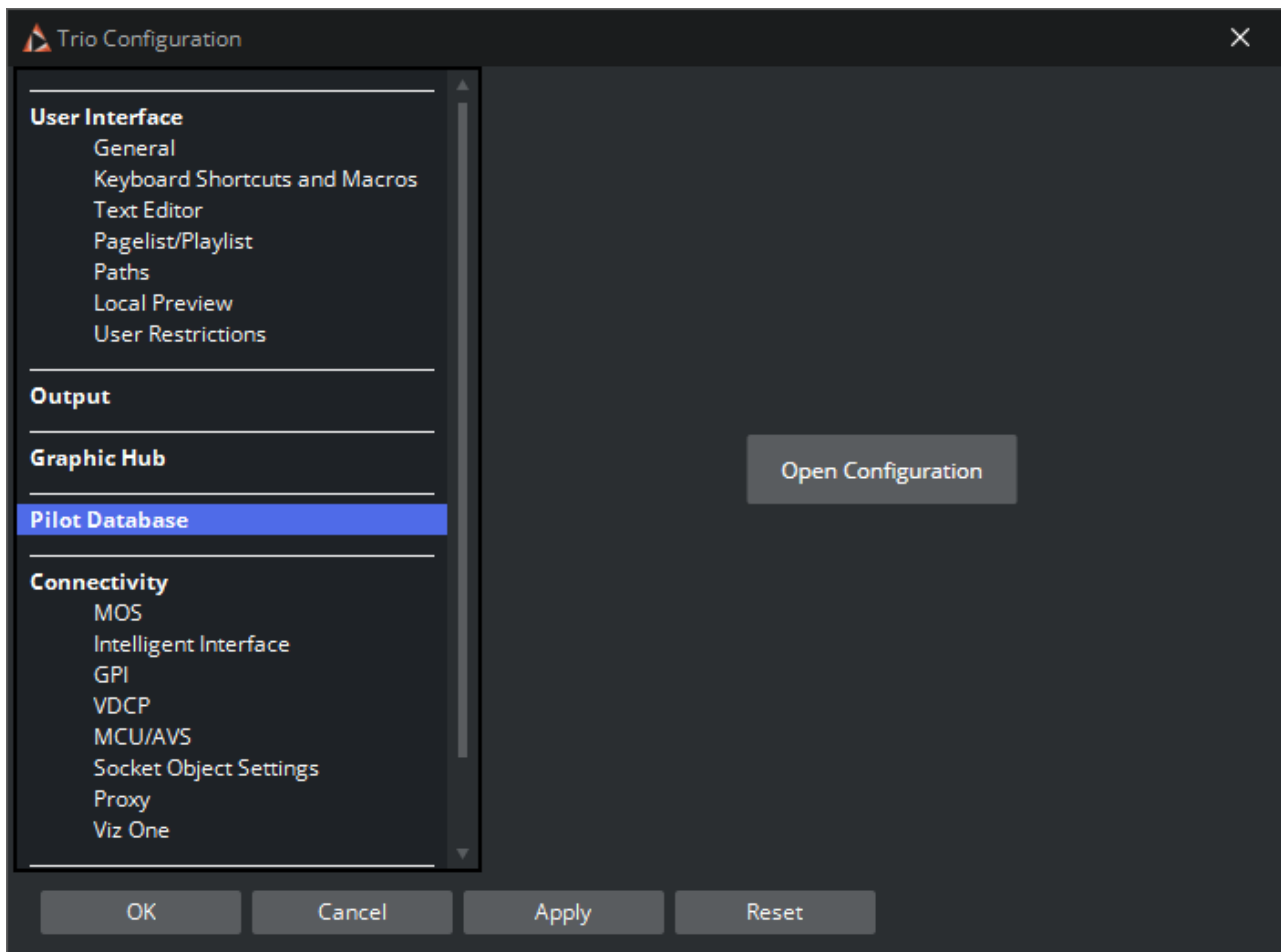 Trio Configuration
User Interface
General
Keyboard Shortcuts and Macros
Text Editor
Pagelist/Playlist
Paths
Local Preview
User Restrictions
Output
Graphic Hub
Pilot Database
Connectivity
MOS
Intelligent Interface
GPI
VDCP
MCU/AVS
Socket Object Settings
Proxy
Viz One
Open Configuration
OK Cancel Apply Reset